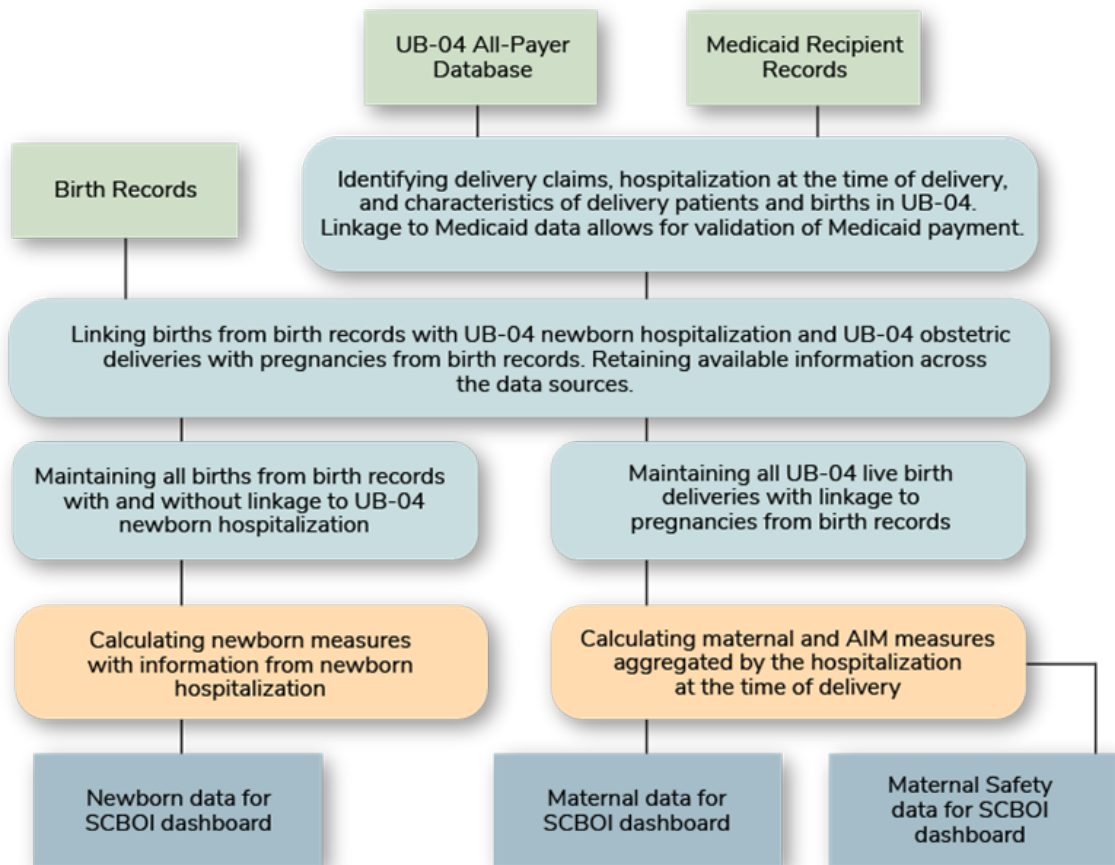 UB-04 All-Payer
Database
Medicaid Recipient
Records
Birth Records
Identifying delivery claims, hospitalization at the time of delivery,
and characteristics of delivery patients and births in UB-04.
Linkage to Medicaid data allows for validation of Medicaid payment.
Linking births from birth records with UB-04 newborn hospitalization and UB-04 obstetric
deliveries with pregnancies from birth records. Retaining available information across
the data sources.
Maintaining all births from birth records
with and without linkage to UB-04
newborn hospitalization
Maintaining all UB-04 live birth
deliveries with linkage to
pregnancies from birth records
Calculating newborn measures
with information from newborn
hospitalization
Calculating maternal and AIM measures
aggregated by the hospitalization
at the time of delivery
Newborn data for
SCBOI dashboard
Maternal data for
SCBOI dashboard
Maternal Safety
data for SCBOI
dashboard